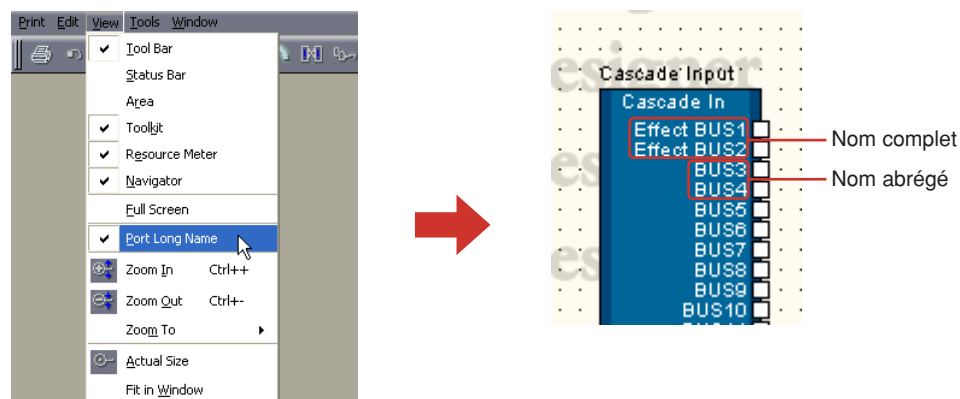 Print Edit View Tools Window
Tool Bar
Status Bar
Area
Toolkit
Resource Meter
Navigator
Full Screen
Port Long Name
Zoom In Ctrl++
Zoom Out Ctrl+-
Zoom To
Actual Size
Fit in Window
esigner
Cascade Input
Cascade In
Effect BUS1
Effect BUS2
BUS3
BUS4
BUS5
BUS6
BUS7
BUS8
BUS9
BUS10
Nom complet
Nom abrégé